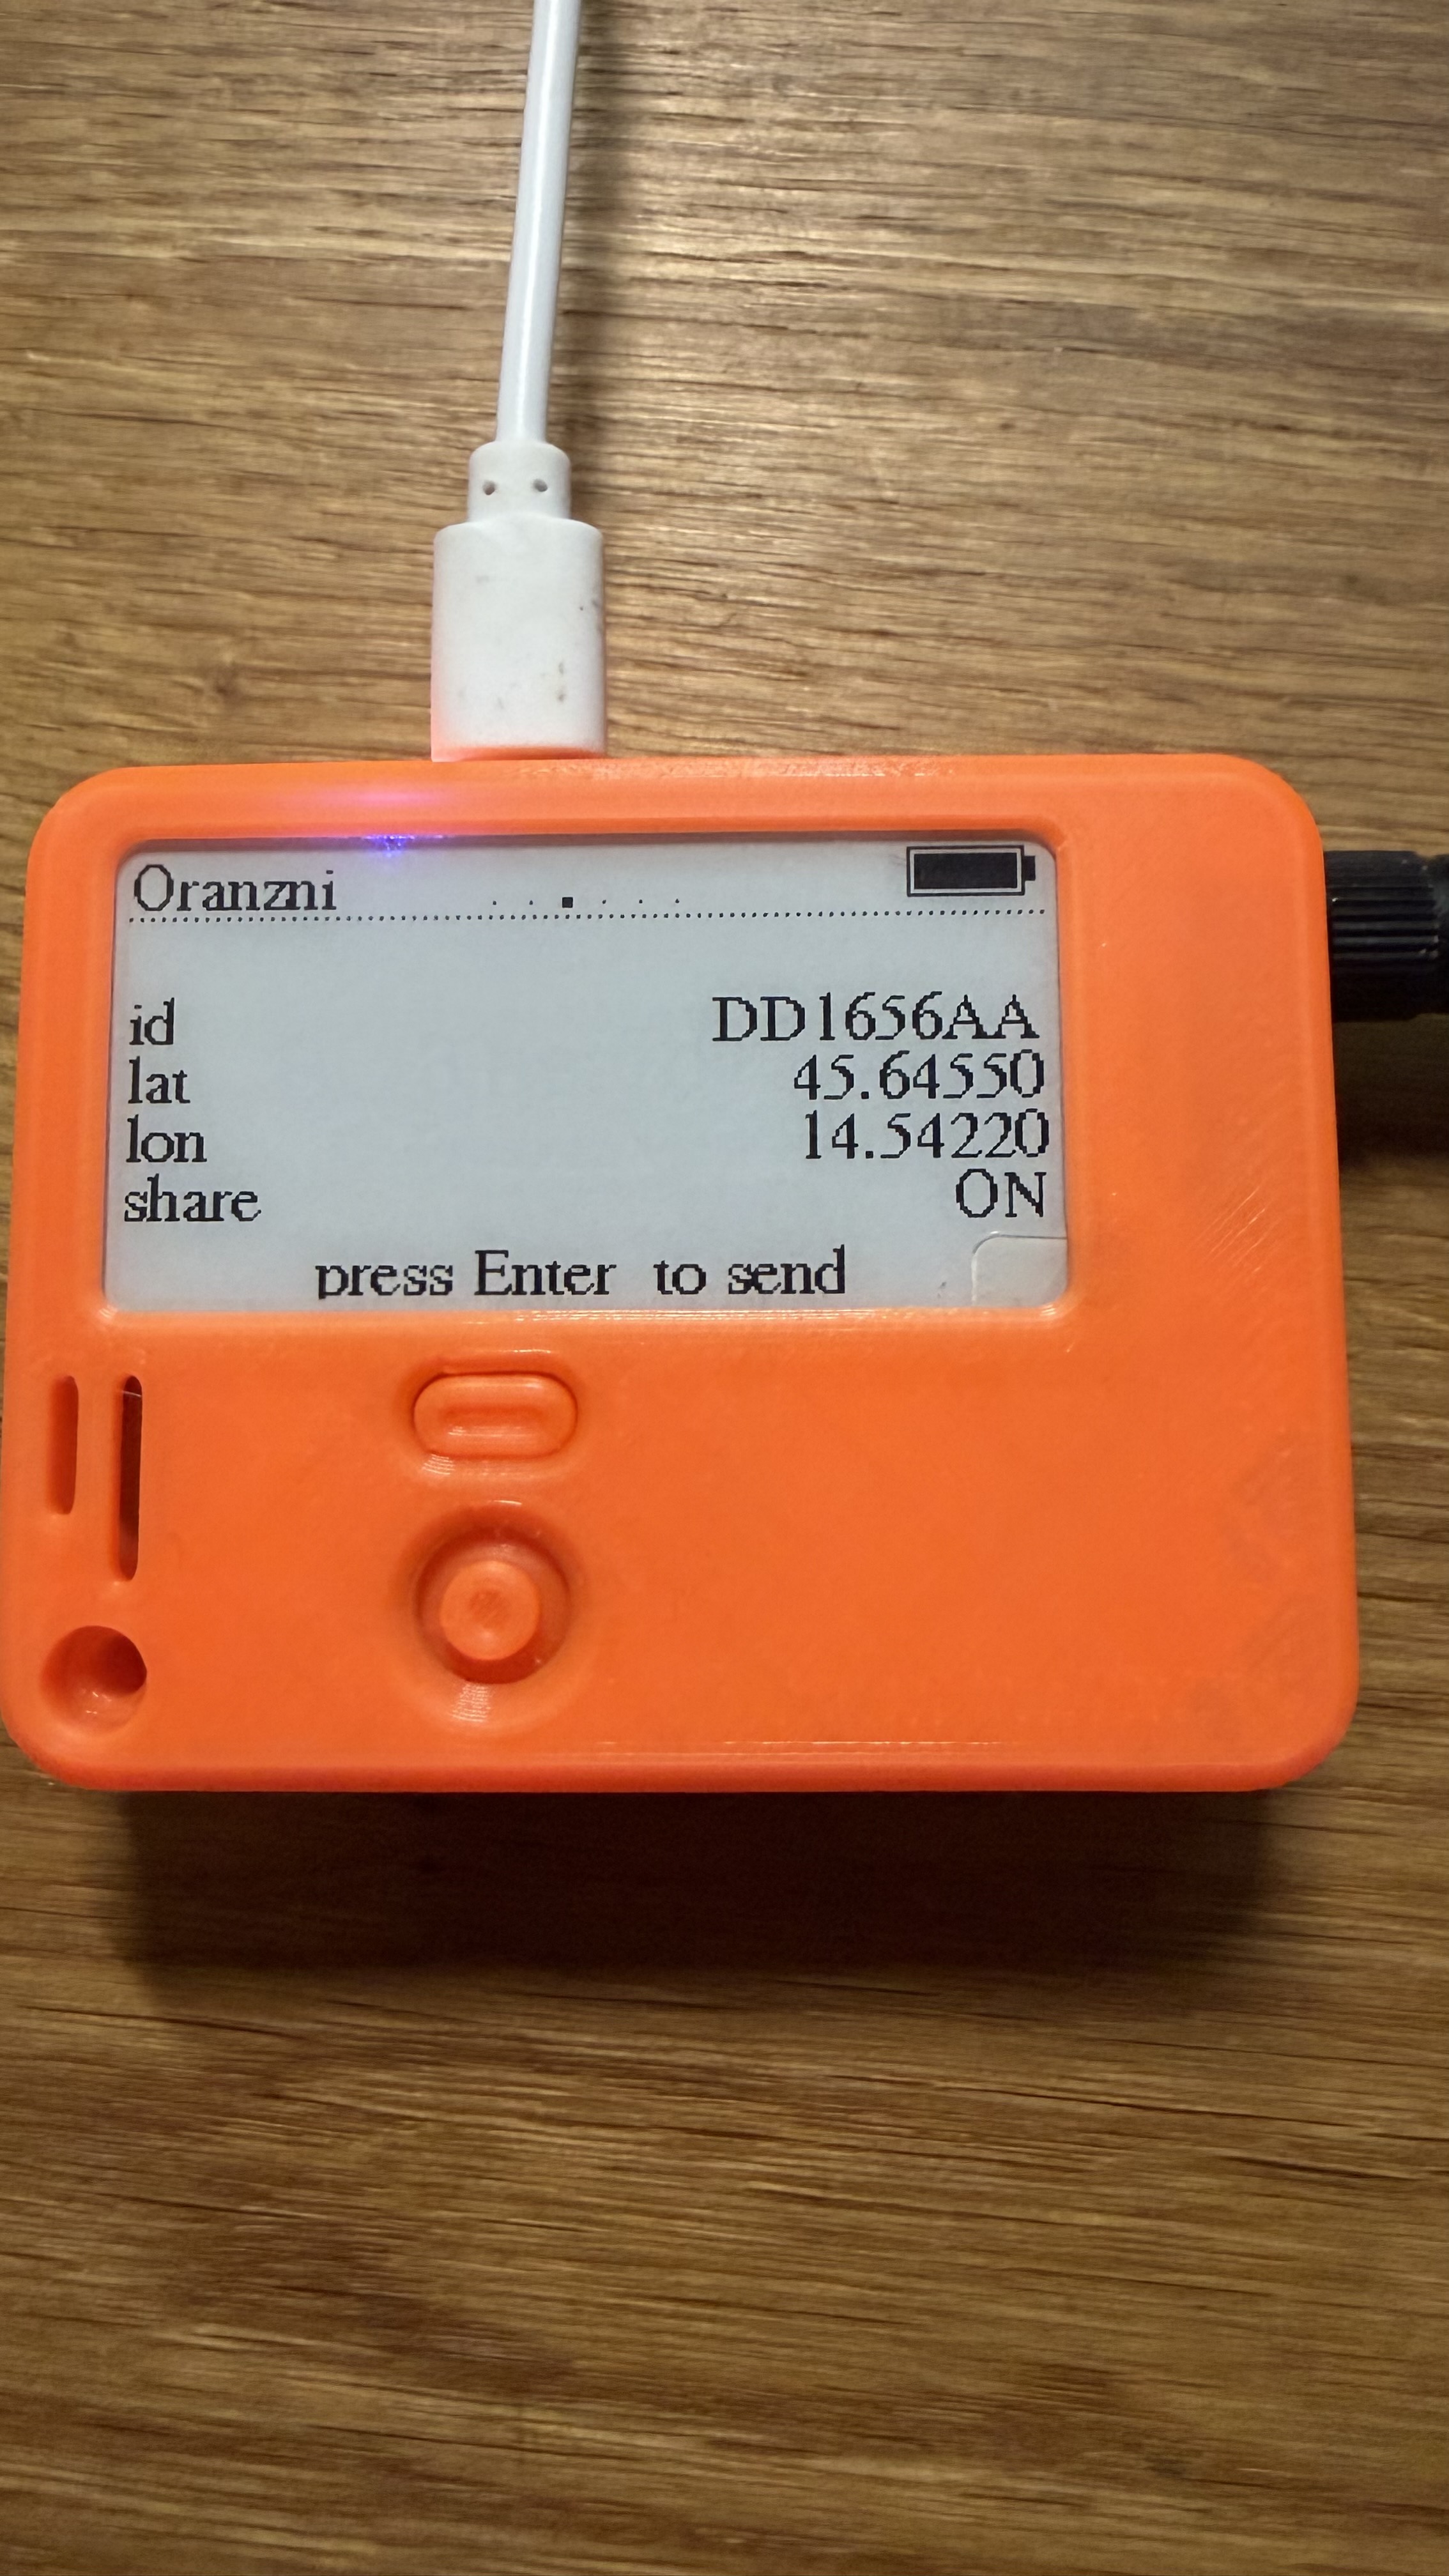 Oranzni
id DD1656AA
lat 45.64550
lon 14.54220
share ON
press Enter to send